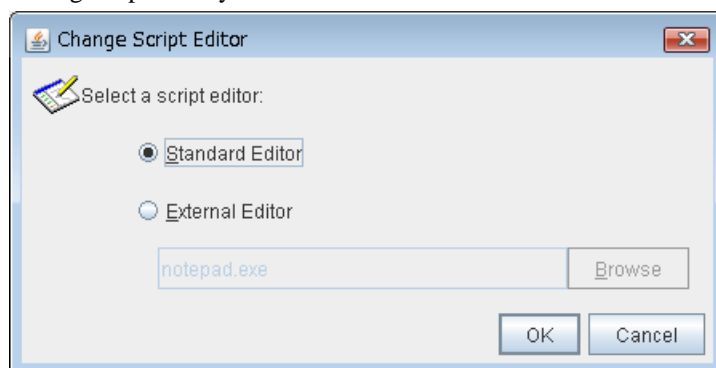 Change Script Editor
Select a script editor:
Standard Editor
External Editor
notepad.exe
Browse
OK
Cancel